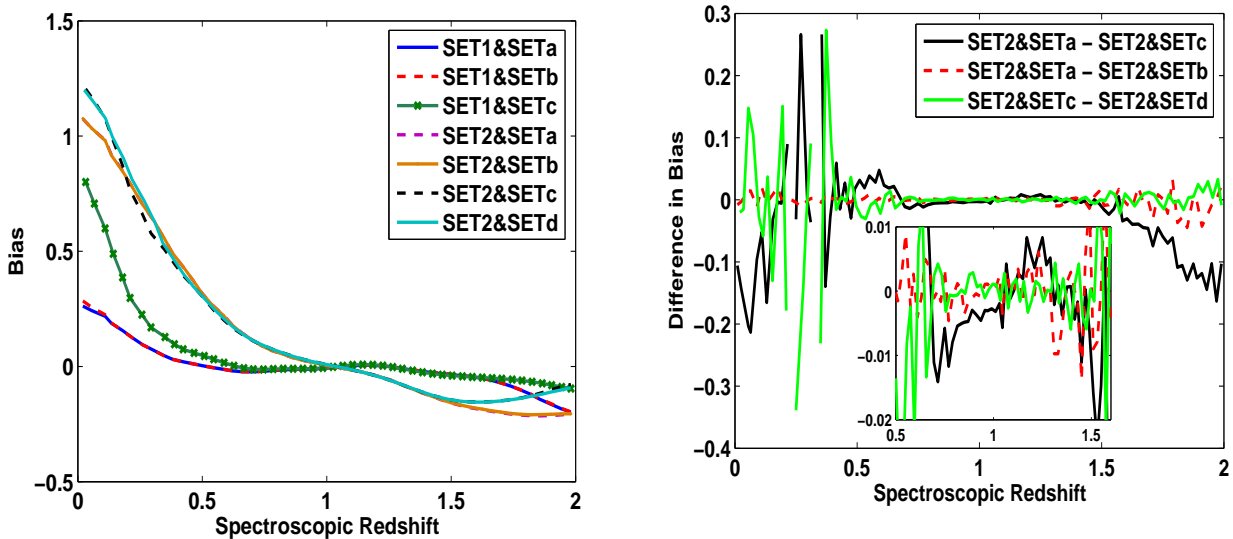 1.5
1
0.5
0
−0.5
0
0.5
1
1.5
2
Bias
Spectroscopic Redshift
SET1&SETa
SET1&SETb
SET1&SETc
SET2&SETa
SET2&SETb
SET2&SETc
SET2&SETd
0.3
0.2
0.1
0
−0.1
−0.2
−0.3
−0.4
0
0.5
1
1.5
2
Difference in Bias
Spectroscopic Redshift
SET2&SETa − SET2&SETc
SET2&SETa − SET2&SETb
SET2&SETc − SET2&SETd
0.01
0
−0.01
−0.02
0.5
1
1.5